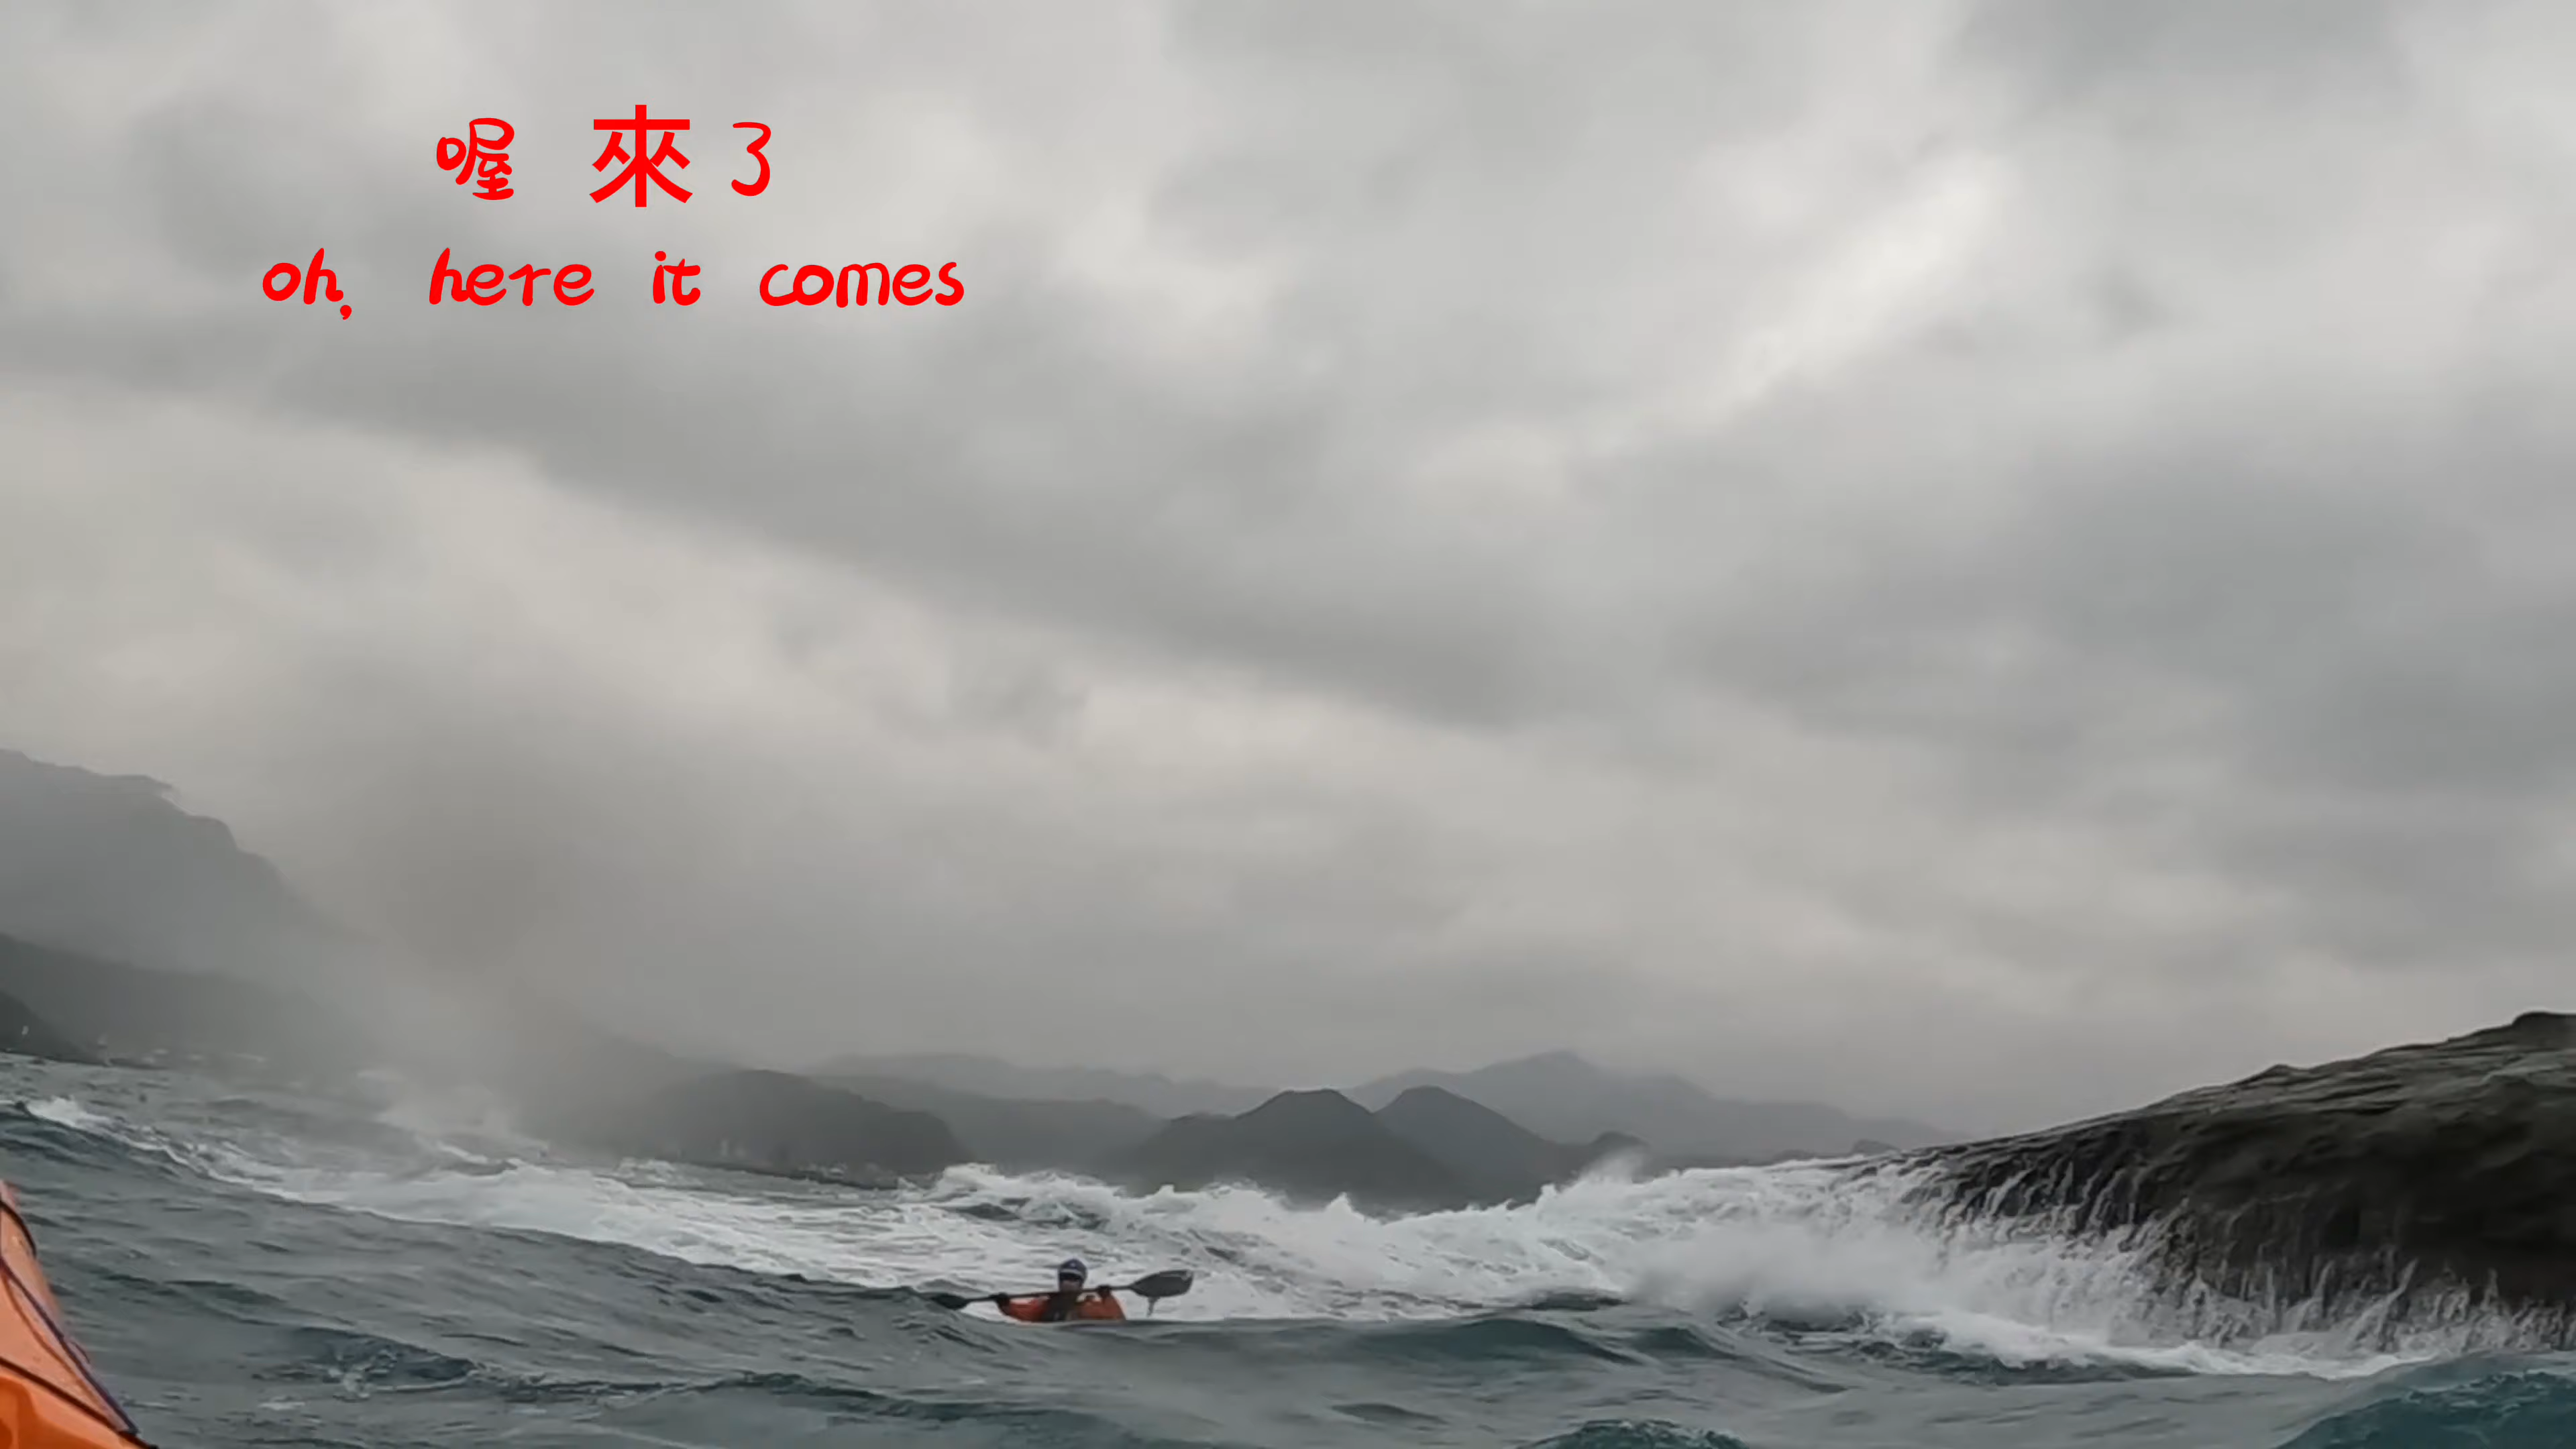 喔 來了
oh, here it comes